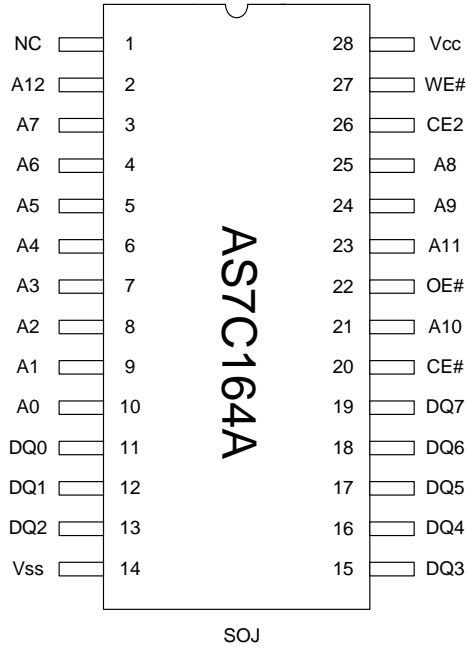 NC 1 28 Vcc
A12 2 27 WE#
A7 3 26 CE2
A6 4 25 A8
A5 5 24 A9
A4 6 23 A11
A3 7 22 OE#
A2 8 21 A10
A1 9 20 CE#
A0 10 19 DQ7
DQ0 11 18 DQ6
DQ1 12 17 DQ5
DQ2 13 16 DQ4
Vss 14 15 DQ3
AS7C164A
SOJ